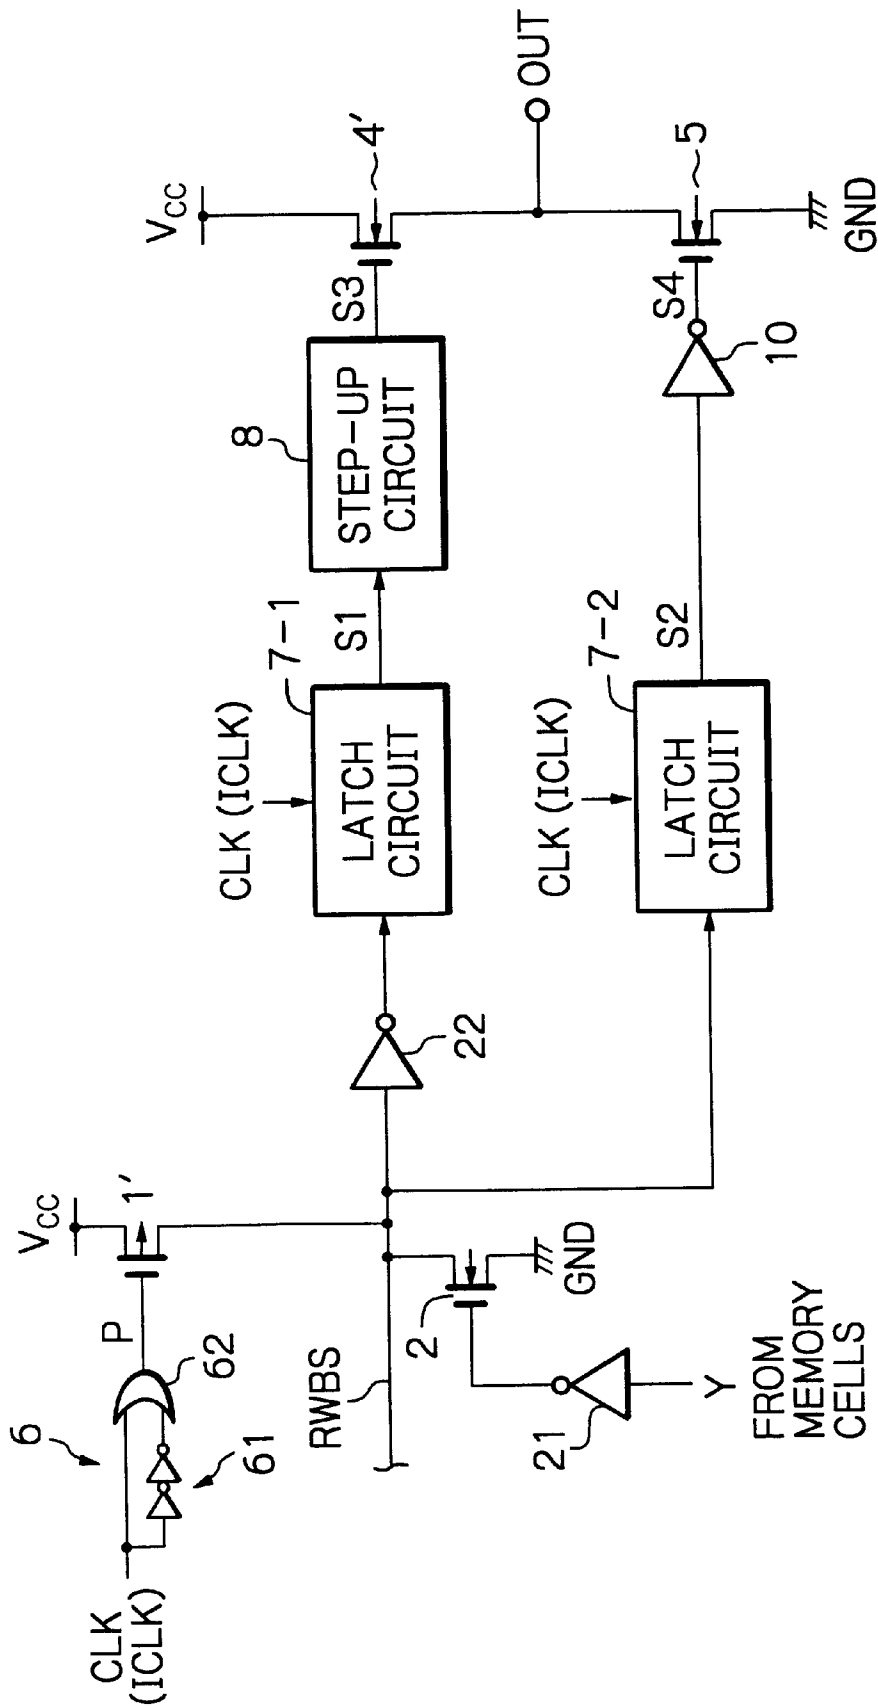 CLK
(ICLK)
6
61
62
P
VCC
1′
RWBS
2
GND
21
FROM
MEMORY
CELLS
22
CLK (ICLK)
7-1
LATCH
CIRCUIT
S1
8
STEP-UP
CIRCUIT
S3
VCC
4′
OUT
CLK (ICLK)
7-2
LATCH
CIRCUIT
S2
10
S4
5
GND